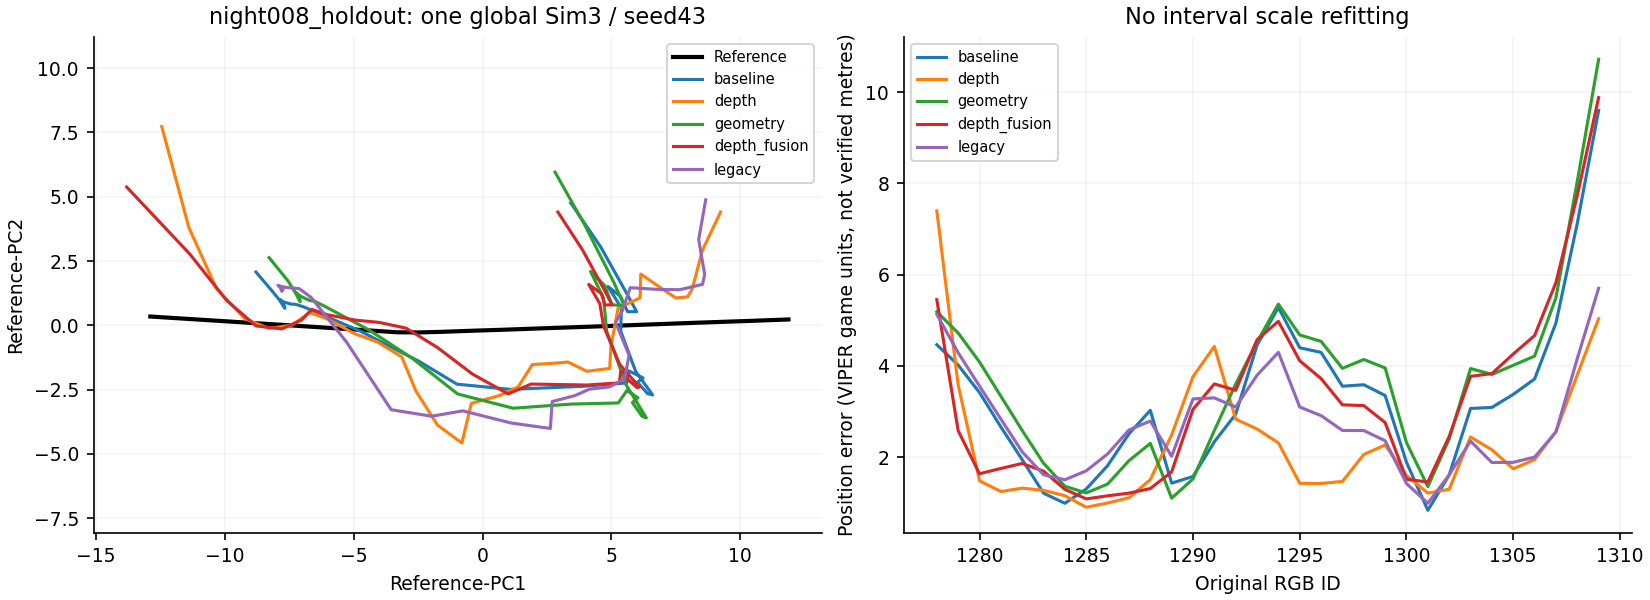 night008_holdout: one global Sim3 / seed43
10.0
7.5
5.0
2.5
0.0
−2.5
−5.0
−7.5
Reference-PC2
Reference
baseline
depth
geometry
depth_fusion
legacy
−15
−10
−5
0
5
10
Reference-PC1
No interval scale refitting
10
8
6
4
2
Position error (VIPER game units, not verified metres)
baseline
depth
geometry
depth_fusion
legacy
1280
1285
1290
1295
1300
1305
1310
Original RGB ID